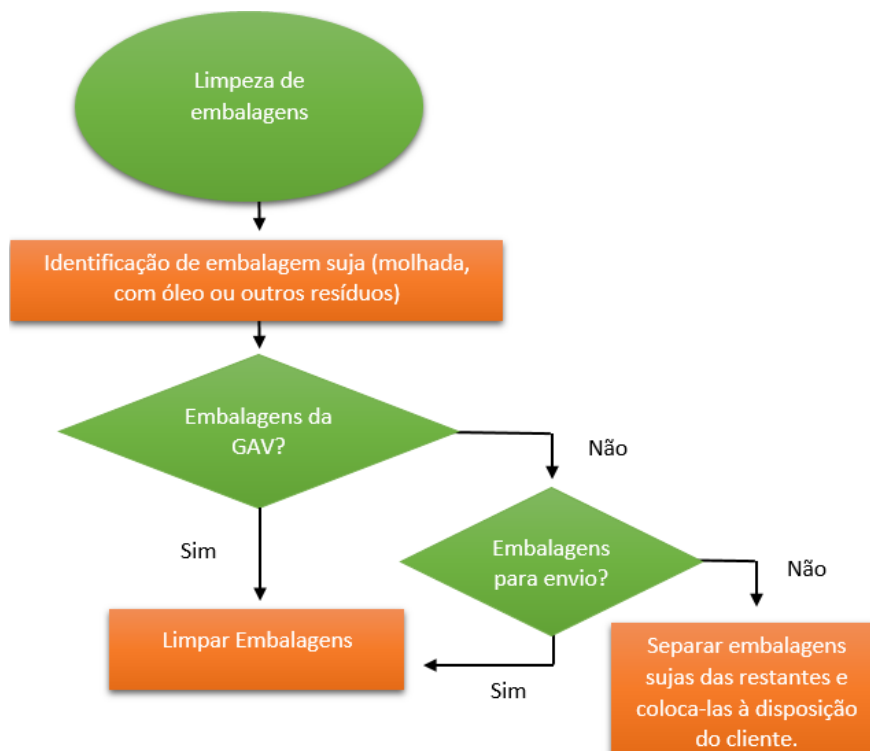 Limpeza de
embalagens
Identificação de embalagem suja (molhada,
com óleo ou outros resíduos)
Embalagens da
GAV?
Não
Sim
Embalagens
para envio?
Não
Limpar Embalagens
Sim
Separar embalagens
sujas das restantes e
coloca-las à disposição
do cliente.